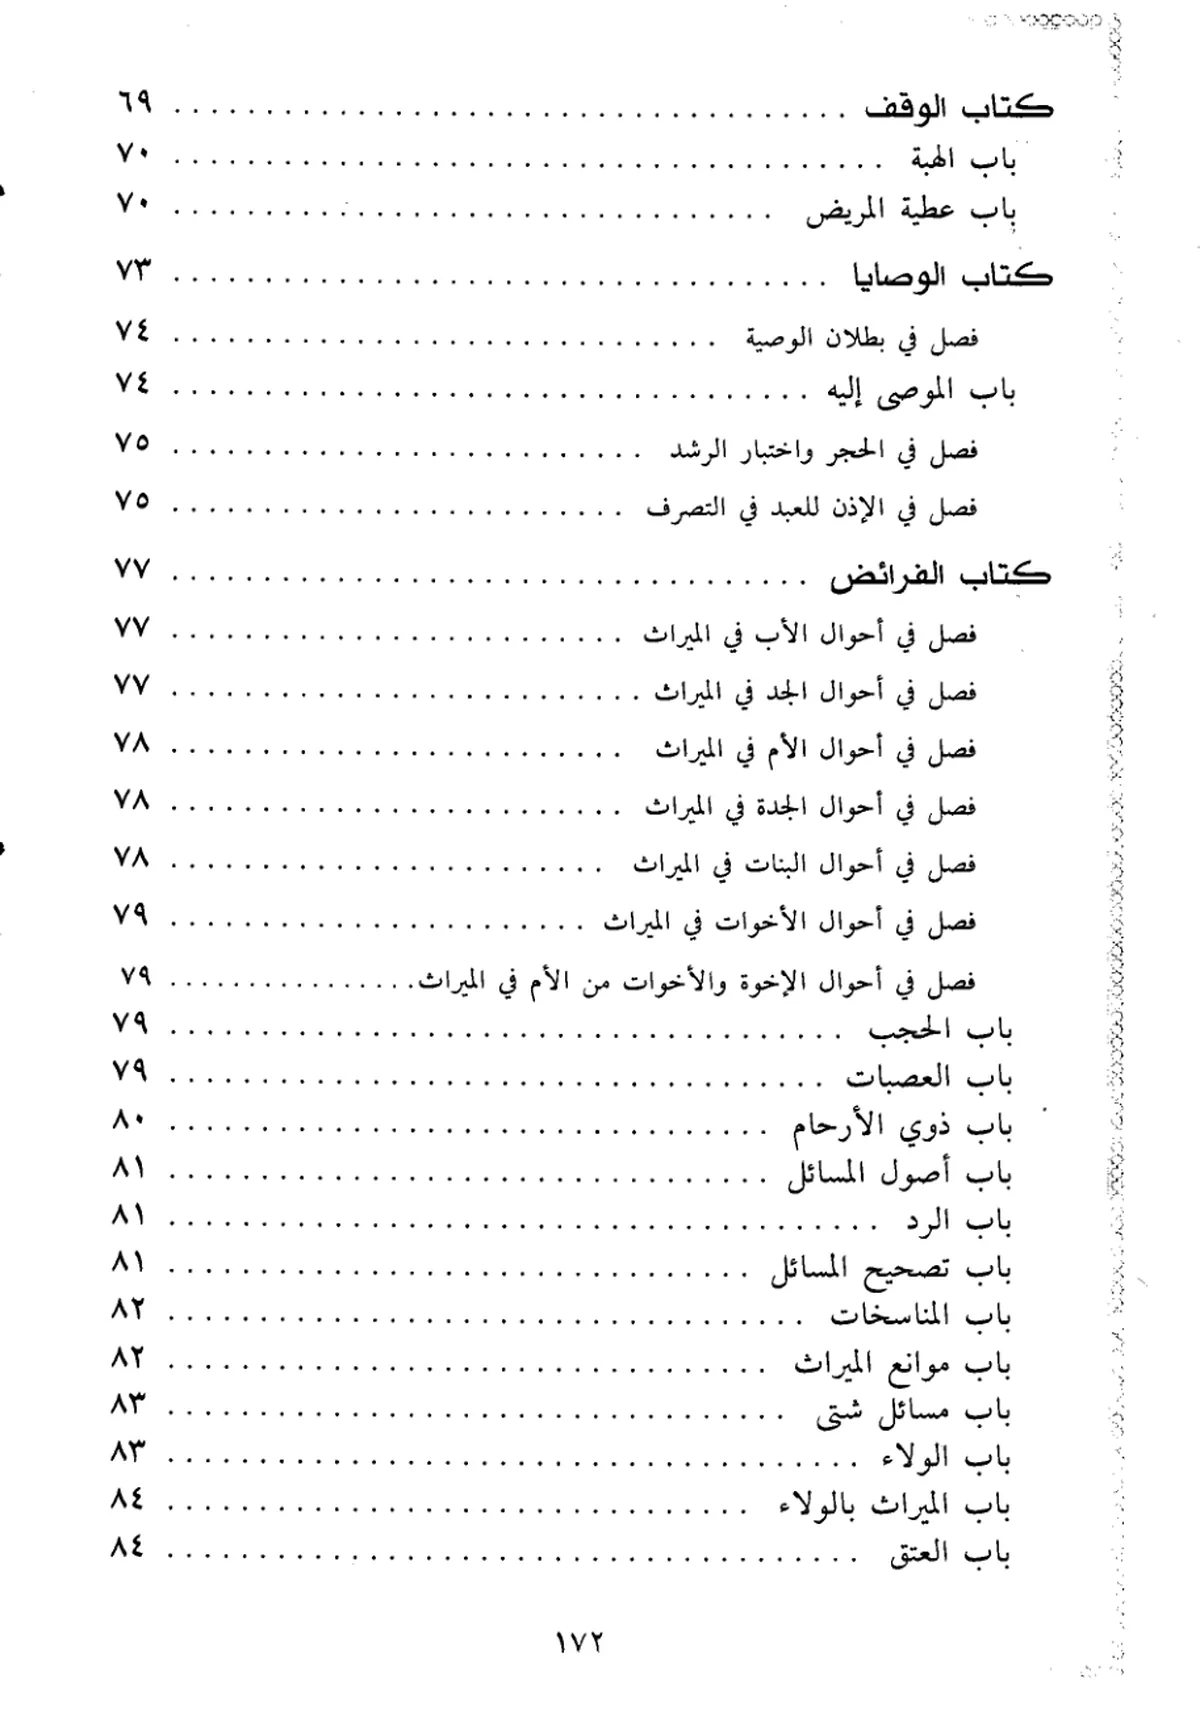 كتاب الوقف ..................................... ٦٩
باب الهبة ....................................... ٧٠
باب عطية المريض ................................. ٧٠
كتاب الوصايا .................................... ٧٣
فصل في بطلان الوصية .............................. ٧٤
باب الموصى إليه ................................... ٧٤
فصل في الحجر واختبار الرشد .......................... ٧٥
فصل في الإذن للعبد في التصرف ......................... ٧٥
كتاب الفرائض ................................... ٧٧
فصل في أحوال الأب في الميراث ......................... ٧٧
فصل في أحوال الجد في الميراث .......................... ٧٧
فصل في أحوال الأم في الميراث ......................... ٧٨
فصل في أحوال الجدة في الميراث ......................... ٧٨
فصل في أحوال البنات في الميراث ........................ ٧٨
فصل في أحوال الأخوات في الميراث ....................... ٧٩
فصل في أحوال الإخوة والأخوات من الأم في الميراث .............. ٧٩
باب الحجب ..................................... ٧٩
باب العصبات .................................... ٧٩
باب ذوي الأرحام ................................. ٨٠
باب أصول المسائل ................................. ٨١
باب الرد ....................................... ٨١
باب تصحيح المسائل ................................ ٨١
باب المناسخات ................................... ٨٢
باب موانع الميراث ................................. ٨٢
باب مسائل شتى .................................. ٨٣
باب الولاء ...................................... ٨٣
باب الميراث بالولاء ................................ ٨٤
باب العتق ...................................... ٨٤
١٧٢